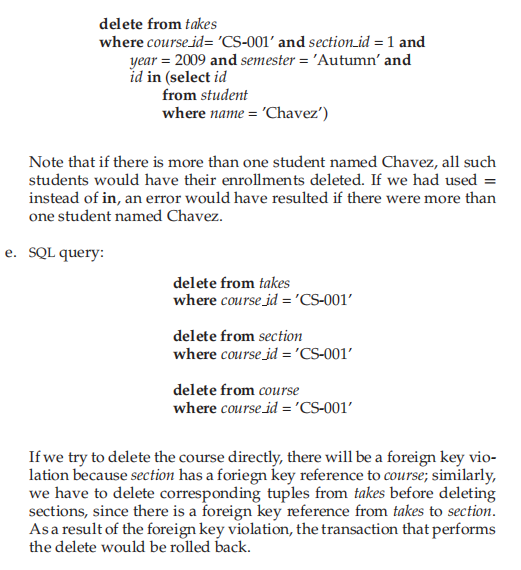 delete from takes
where course_id= 'CS-001' and section_id = 1 and
year = 2009 and semester = 'Autumn' and
id in (select id
from student
where name = 'Chavez')
Note that if there is more than one student named Chavez, all such
students would have their enrollments deleted. If we had used =
instead of in, an error would have resulted if there were more than
one student named Chavez.
e. SQL query:
delete from takes
where course_id = 'CS-001'
delete from section
where course_id = 'CS-001'
delete from course
where course_id = 'CS-001'
If we try to delete the course directly, there will be a foreign key vio-
lation because section has a foriegn key reference to course; similarly,
we have to delete corresponding tuples from takes before deleting
sections, since there is a foreign key reference from takes to section.
As a result of the foreign key violation, the transaction that performs
the delete would be rolled back.